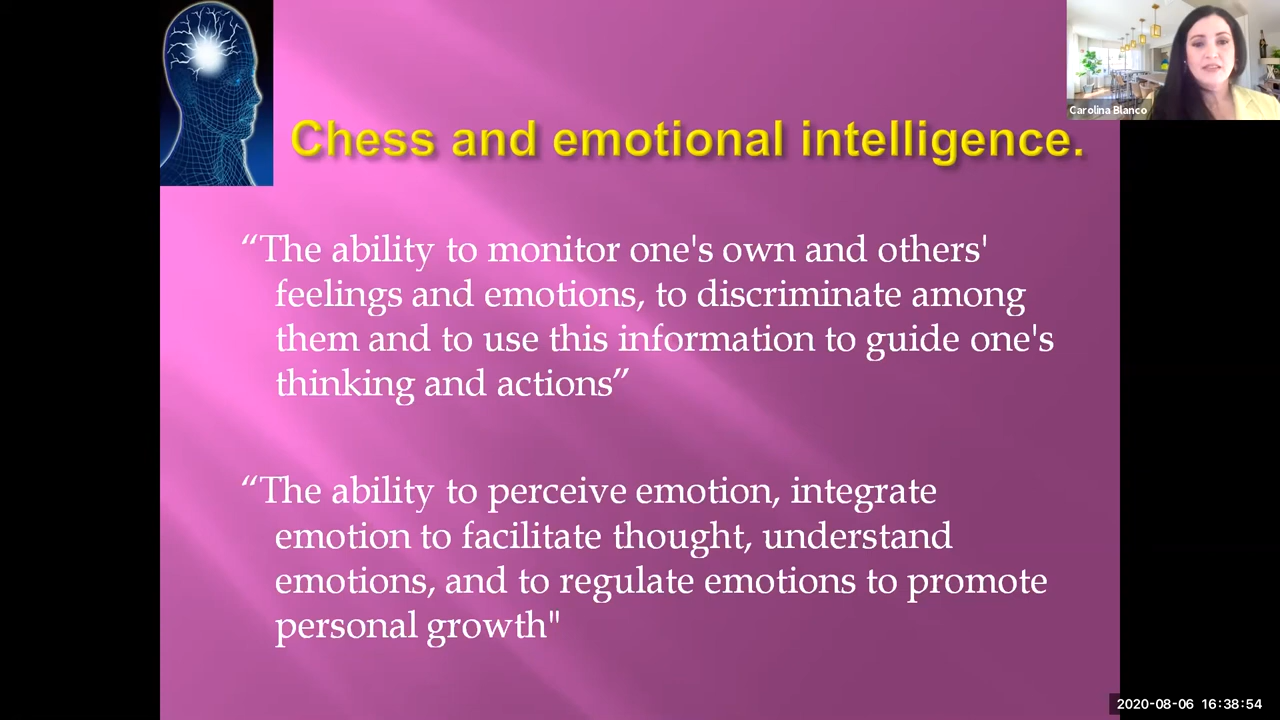 Carolina Blanco
Chess and emotional intelligence.
“The ability to monitor one's own and others'
feelings and emotions, to discriminate among
them and to use this information to guide one's
thinking and actions”
“The ability to perceive emotion, integrate
emotion to facilitate thought, understand
emotions, and to regulate emotions to promote
personal growth"
2020-08-06 16:38:54